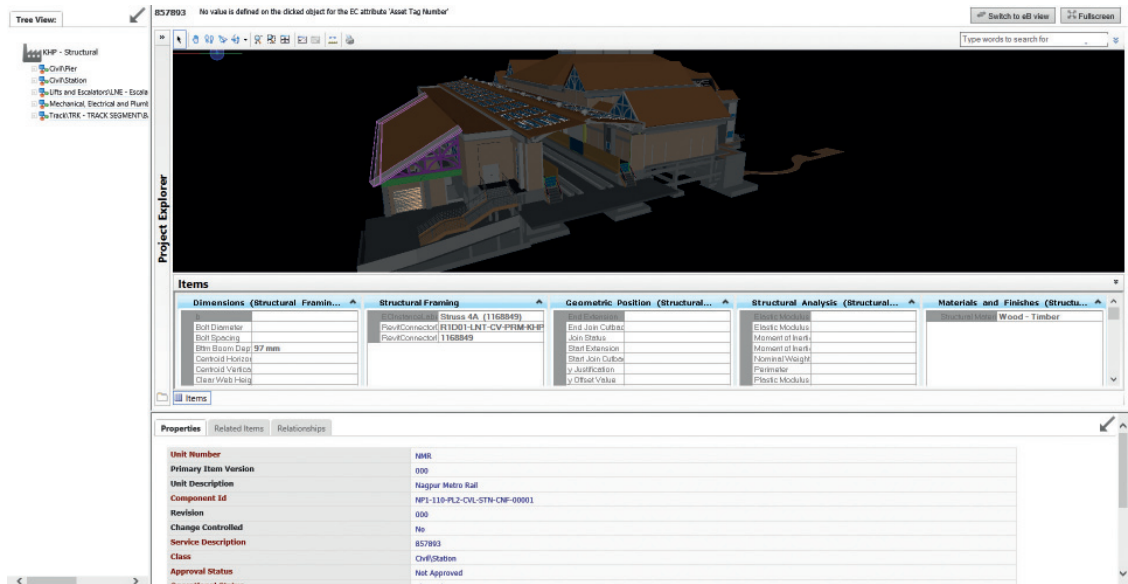 Tree View:
857893 No value is defined on the clicked object for the EC attribute 'Asset Tag Number'
Switch to eB view
Fullscreen
KHP - Structural
Civil\Pier
Civil\Station
Lifts and Escalators\LNE - Escala
Mechanical, Electrical and Plumb
Track\TRK - TRACK SEGMENT\Ba
Type words to search for
Project Explorer
Items
Dimensions (Structural Framin...
b
Bolt Diameter
Bolt Spacing
Btm Boom Dep 97 mm
Centroid Horizon
Centroid Vertica
Clear Web Heig
Structural Framing
ECInstanceLabe Struss 4A (1168849)
RevitConnectorI R1D01-LNT-CV-PRM-KHP
RevitConnectorI 1168849
Geometric Position (Structural...
End Extension
End Join Cutbac
Join Status
Start Extension
Start Join Cutba
y Justification
y Offset Value
Structural Analysis (Structural...
Elastic Modulus
Elastic Modulus
Moment of Inerti
Moment of Inerti
Nominal Weight
Perimeter
Plastic Modulus
Materials and Finishes (Structu...
Structural Mater Wood - Timber
Items
Properties Related Items Relationships
Unit Number NMR
Primary Item Version 000
Unit Description Nagpur Metro Rail
Component Id NP1-110-PL2-CVL-STN-CNF-00001
Revision 000
Change Controlled No
Service Description 857893
Class Civil\Station
Approval Status Not Approved